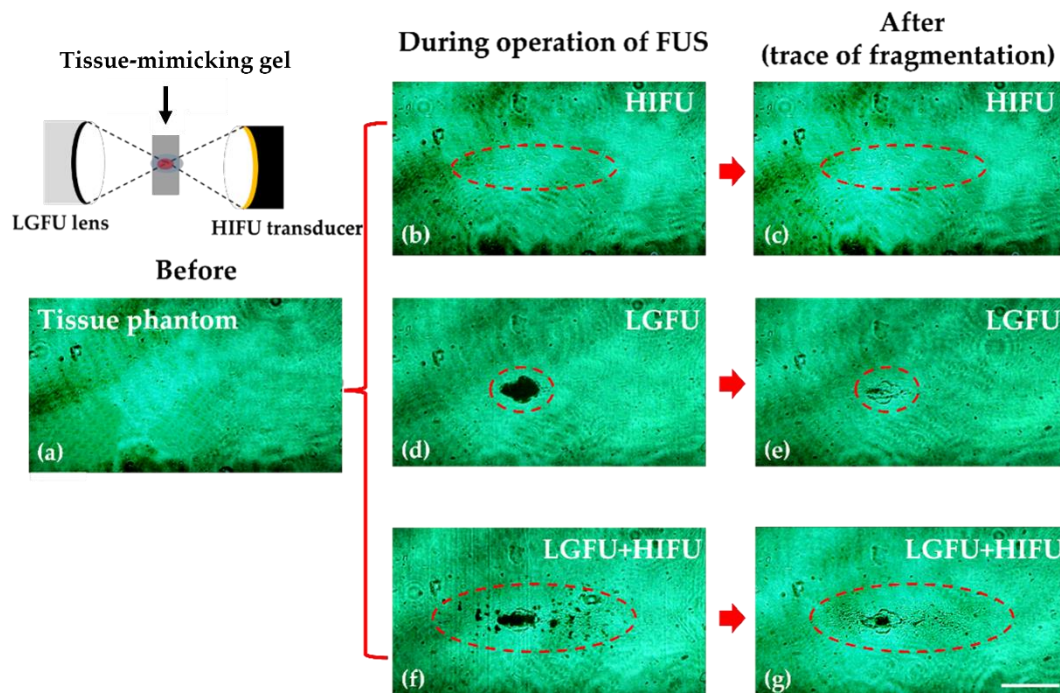 Tissue-mimicking gel
LGFU lens
HIFU transducer
Before
Tissue phantom
(a)
During operation of FUS
After
(trace of fragmentation)
HIFU
(b)
HIFU
(c)
LGFU
(d)
LGFU
(e)
LGFU+HIFU
(f)
LGFU+HIFU
(g)